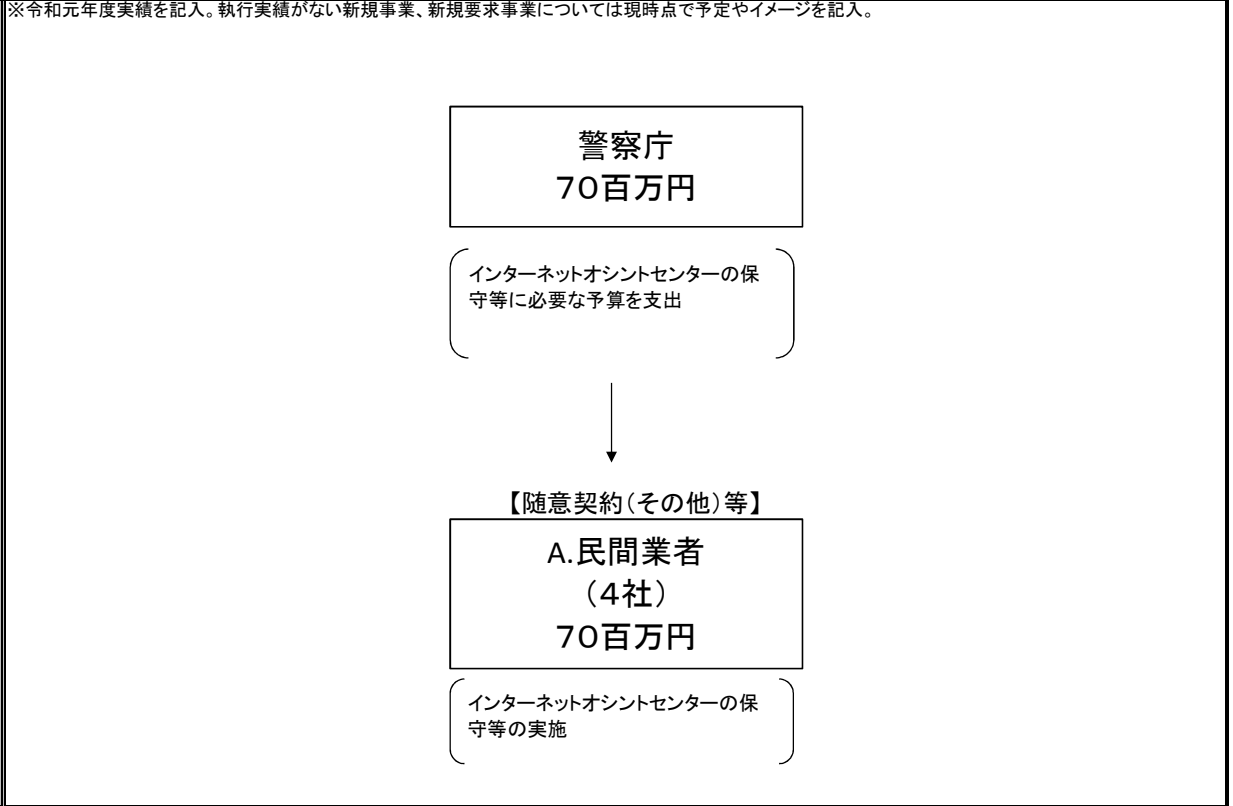 ※令和元年度実績を記入。執行実績がない新規事業、新規要求事業については現時点で予定やイメージを記入。
警察庁
70百万円
インターネットオシントセンターの保
守等に必要な予算を支出
【随意契約(その他)等】
A.民間業者
(4社)
70百万円
インターネットオシントセンターの保
守等の実施